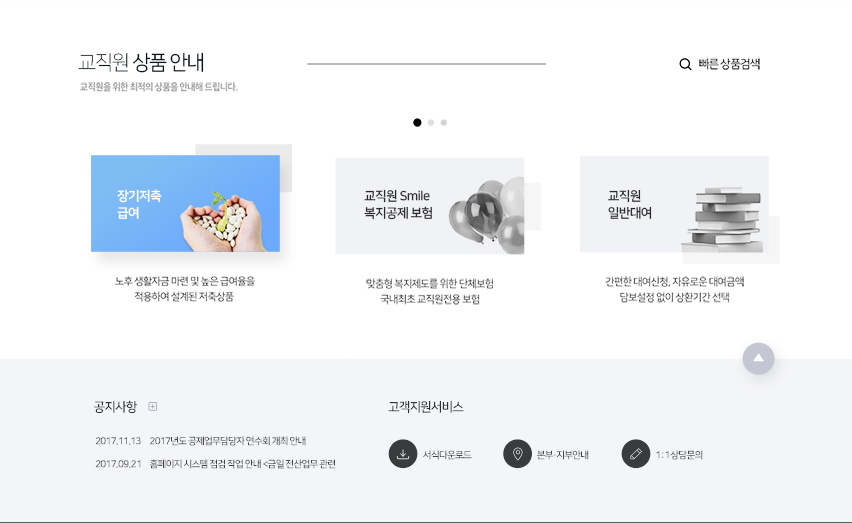 교직원 상품 안내
교직원을 위한 최적의 상품을 안내해 드립니다.
빠른 상품검색
장기저축
급여
교직원 Smile
복지공제 보험
교직원
일반대여
노후 생활자금 마련 및 높은 급여율을
적용하여 설계된 저축상품
맞춤형 복지제도를 위한 단체보험
국내최초 교직원전용 보험
간편한 대여신청, 자유로운 대여금액
담보설정 없이 상환기간 선택
공지사항
2017.11.13 2017년도 공제업무담당자 연수회 개최 안내
2017.09.21 홈페이지 시스템 점검 작업 안내 <금일 전산업무 관련
고객지원서비스
서식다운로드
본부·지부안내
1:1상담문의